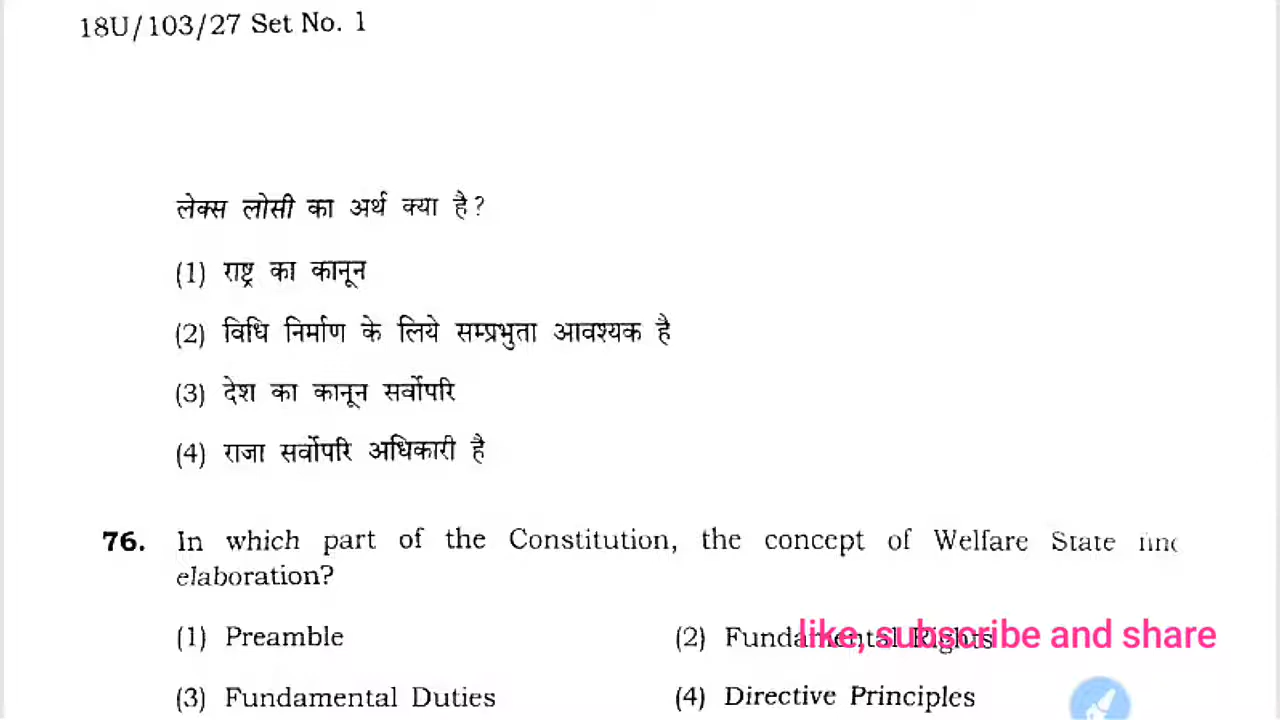 18U/103/27 Set No. 1
लेक्स लोसी का अर्थ क्या है?
(1) राष्ट्र का कानून
(2) विधि निर्माण के लिये सम्प्रभुता आवश्यक है
(3) देश का कानून सर्वोपरि
(4) राजा सर्वोपरि अधिकारी है
76. In which part of the Constitution, the concept of Welfare State
elaboration?
(1) Preamble (2) Fundamental Rights
like, subscribe and share
(3) Fundamental Duties (4) Directive Principles